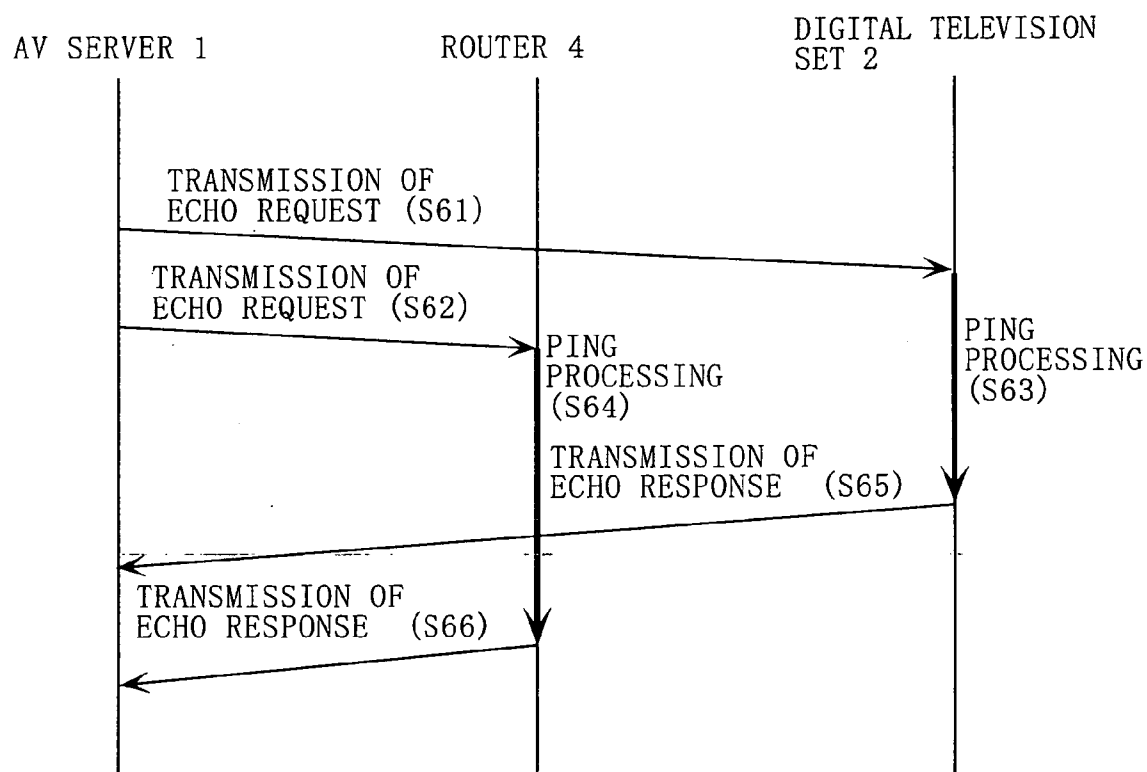 AV SERVER 1
ROUTER 4
DIGITAL TELEVISION
SET 2
TRANSMISSION OF
ECHO REQUEST (S61)
TRANSMISSION OF
ECHO REQUEST (S62)
PING
PROCESSING
(S64)
PING
PROCESSING
(S63)
TRANSMISSION OF
ECHO RESPONSE (S65)
TRANSMISSION OF
ECHO RESPONSE (S66)